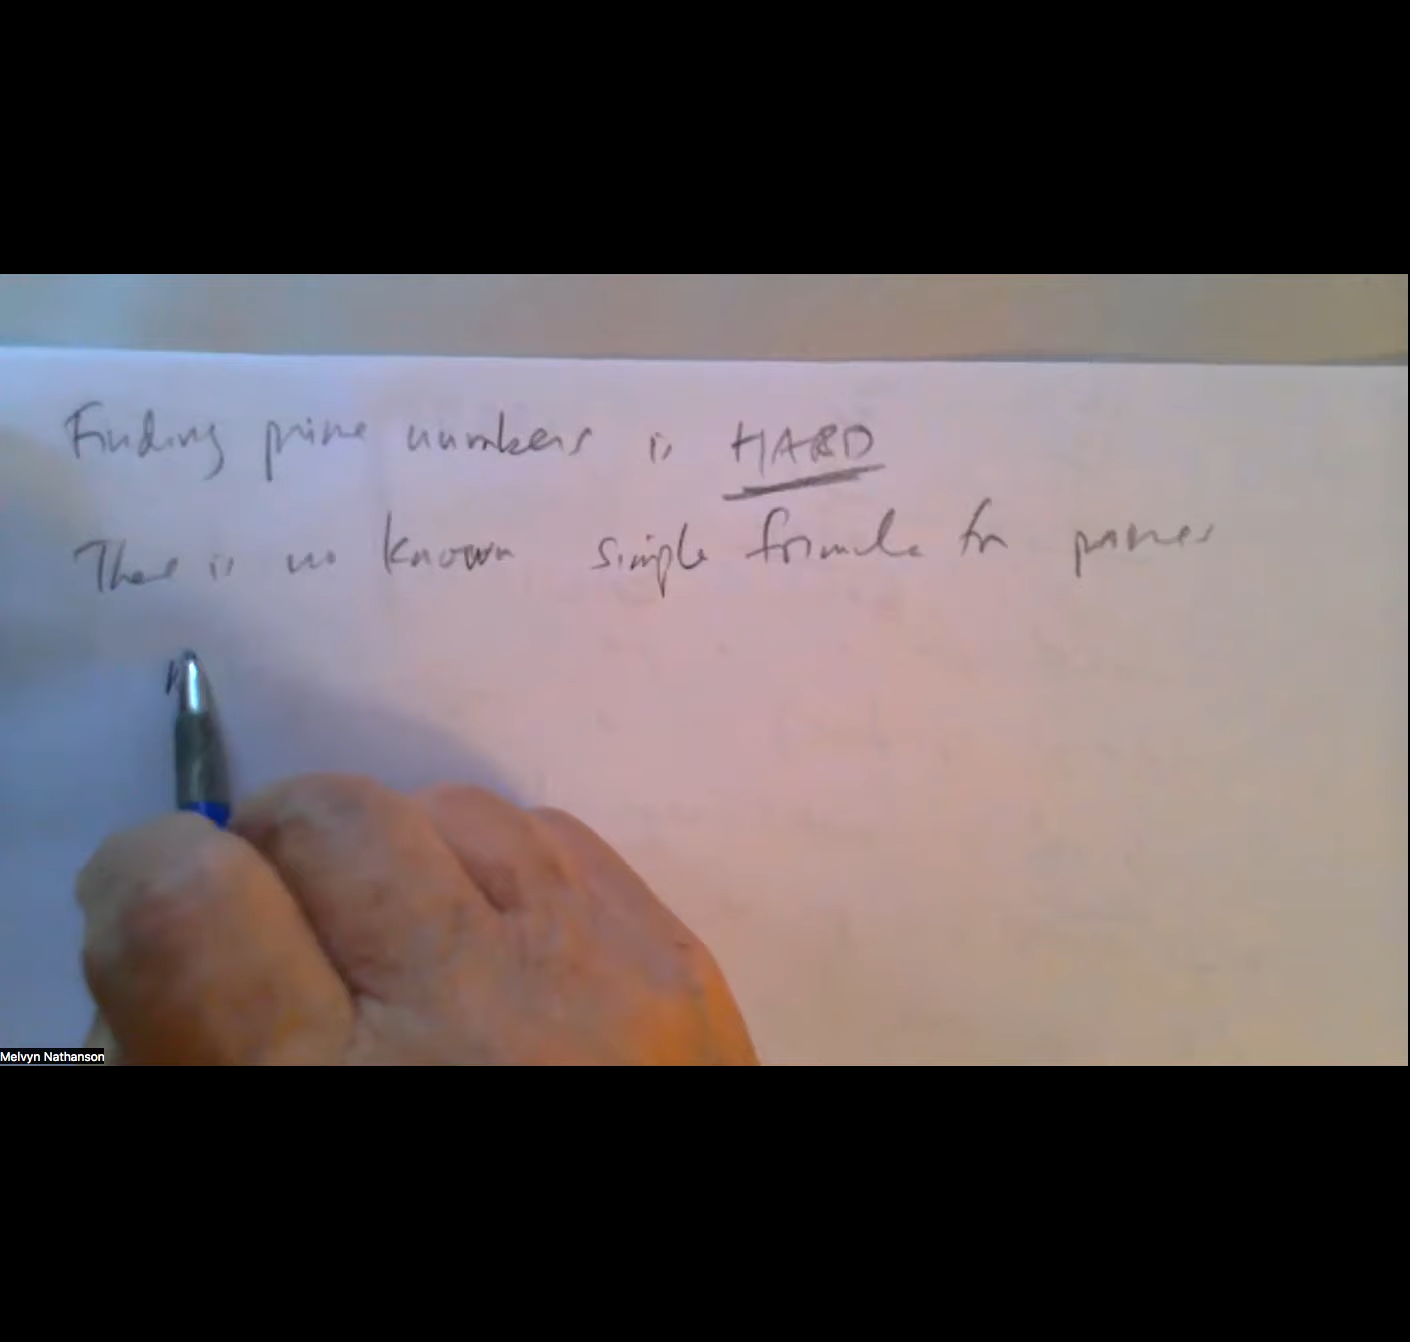 Finding prime numbers is HARD
There is no known simple formula for primes
Melvyn Nathanson